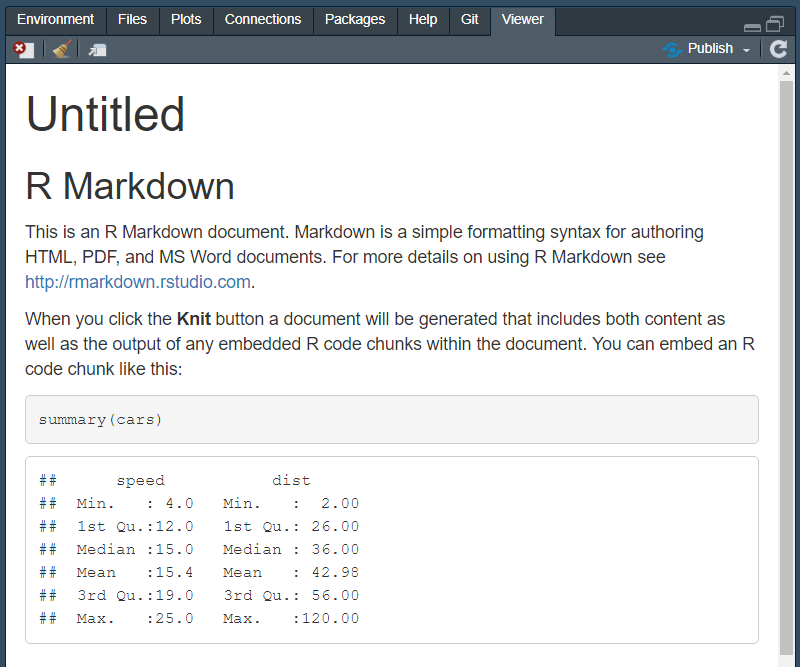 Environment Files Plots Connections Packages Help Git Viewer
Publish
Untitled
R Markdown
This is an R Markdown document. Markdown is a simple formatting syntax for authoring
HTML, PDF, and MS Word documents. For more details on using R Markdown see
http://rmarkdown.rstudio.com.
When you click the Knit button a document will be generated that includes both content as
well as the output of any embedded R code chunks within the document. You can embed an R
code chunk like this:
summary(cars)
##      speed           dist
##  Min.   : 4.0   Min.   :  2.00
##  1st Qu.:12.0   1st Qu.: 26.00
##  Median :15.0   Median : 36.00
##  Mean   :15.4   Mean   : 42.98
##  3rd Qu.:19.0   3rd Qu.: 56.00
##  Max.   :25.0   Max.   :120.00